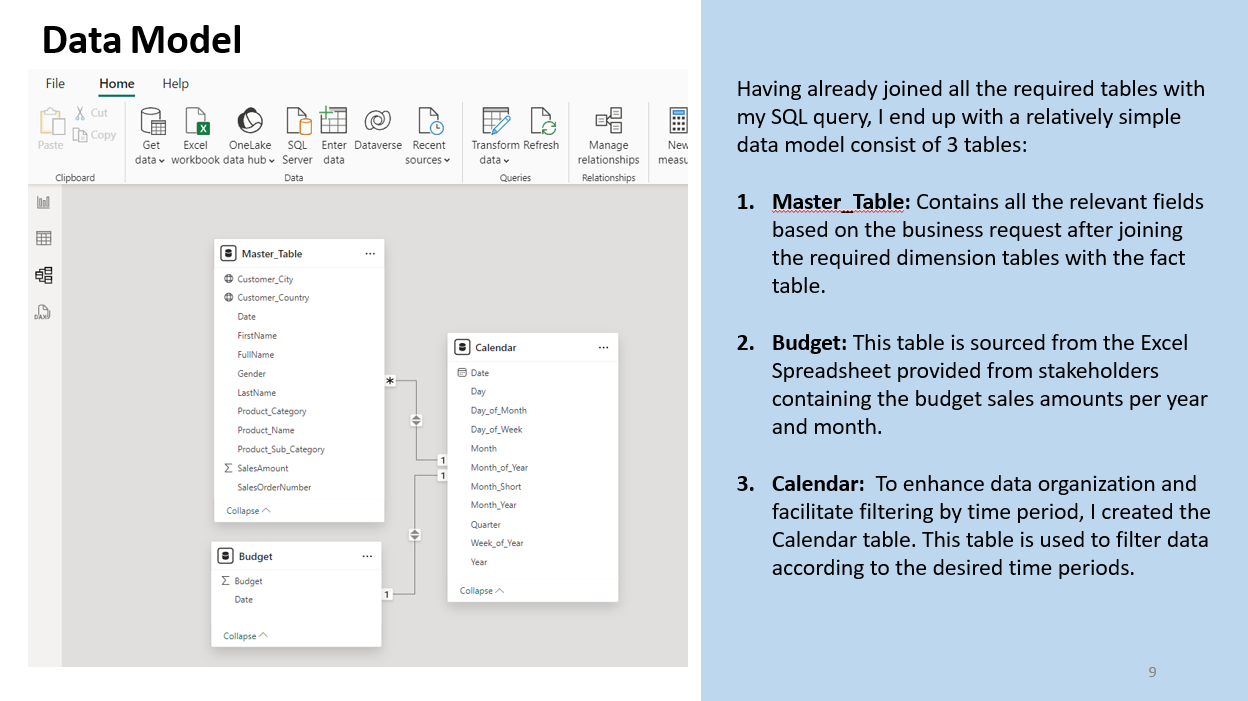 Data Model
File Home Help
Paste
Cut
Copy
Clipboard
Get data
Excel workbook
OneLake data hub
SQL Server
Enter data
Dataverse
Recent sources
Data
Transform data
Refresh
Queries
Manage relationships
Relationships
New
measu
Master_Table
Customer_City
Customer_Country
Date
FirstName
FullName
Gender
LastName
Product_Category
Product_Name
Product_Sub_Category
SalesAmount
SalesOrderNumber
Collapse
Budget
Budget
Date
Collapse
*
1
1
1
Calendar
Date
Day
Day_of_Month
Day_of_Week
Month
Month_of_Year
Month_Short
Month_Year
Quarter
Week_of_Year
Year
Collapse
Having already joined all the required tables with
my SQL query, I end up with a relatively simple
data model consist of 3 tables:
1. Master_Table: Contains all the relevant fields
based on the business request after joining
the required dimension tables with the fact
table.
2. Budget: This table is sourced from the Excel
Spreadsheet provided from stakeholders
containing the budget sales amounts per year
and month.
3. Calendar: To enhance data organization and
facilitate filtering by time period, I created the
Calendar table. This table is used to filter data
according to the desired time periods.
9